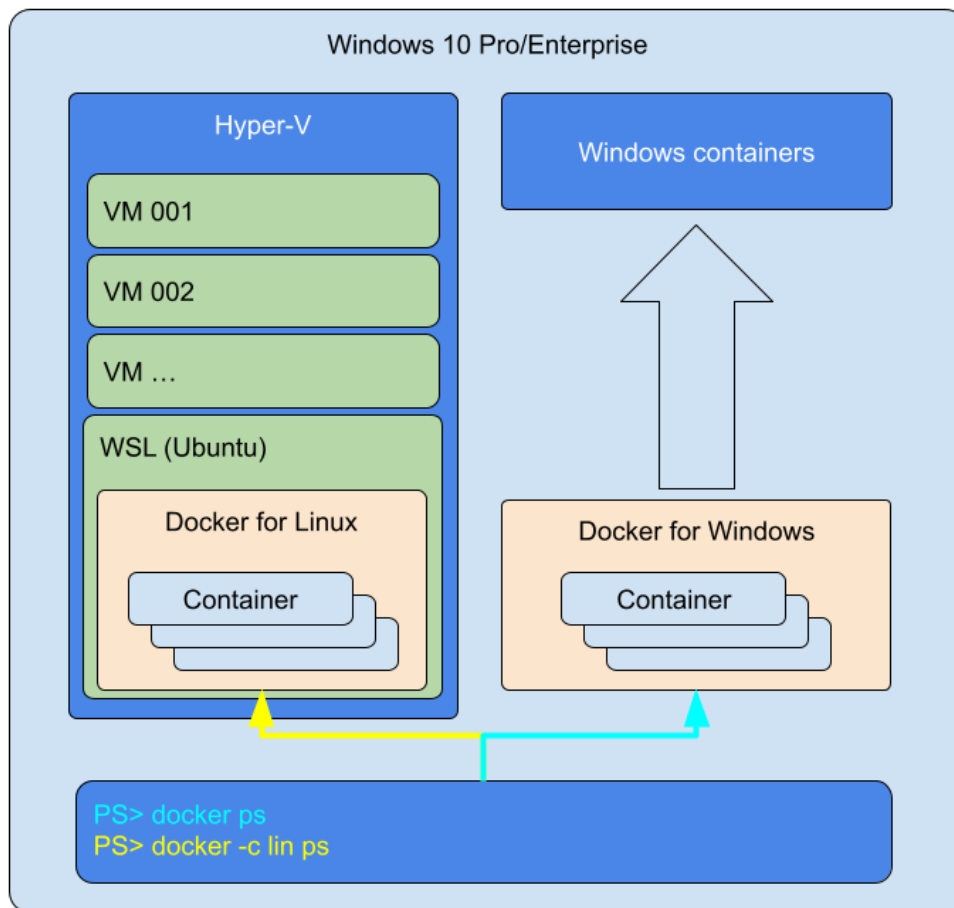 Windows 10 Pro/Enterprise
Hyper-V
VM 001
VM 002
VM ...
WSL (Ubuntu)
Docker for Linux
Container
Windows containers
Docker for Windows
Container
PS> docker ps
PS> docker -c lin ps